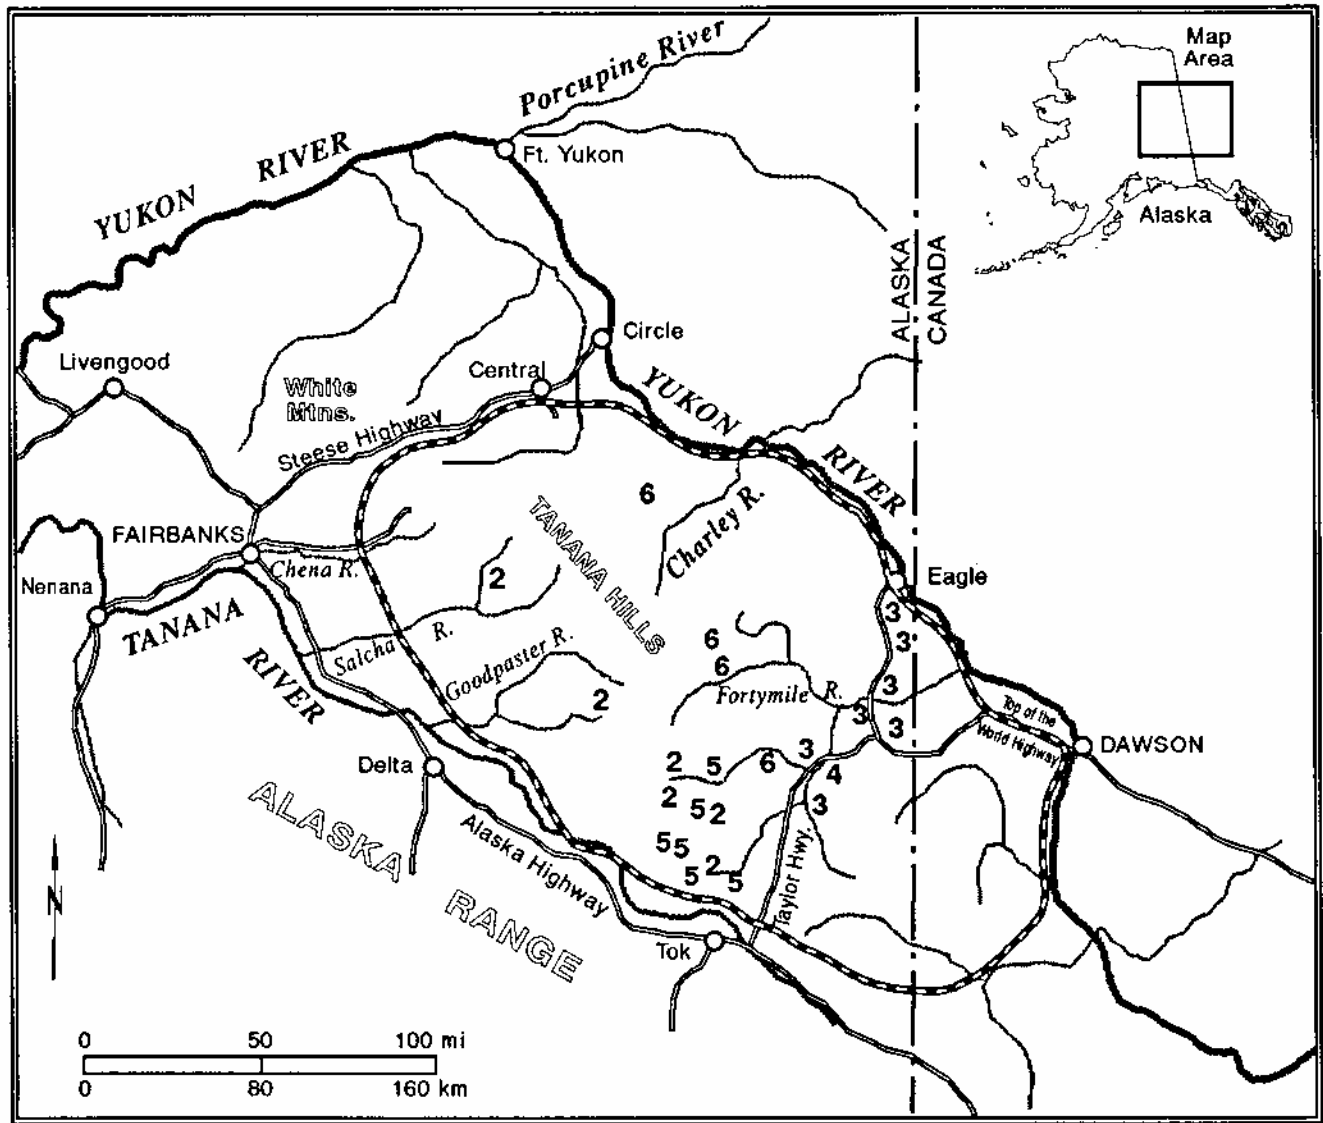 Porcupine River
Map
Area
YUKON RIVER
Ft. Yukon
Alaska
ALASKA
CANADA
Circle
Livengood
Central
White
Mtns.
YUKON RIVER
Steese Highway
6
TANANA HILLS
Charley R.
FAIRBANKS
Chena R.
Eagle
Nenana
2
3
TANANA RIVER
Salcha R.
6
3
Goodpaster R.
6
3
2
Fortymile R.
3
3
Top of the
World Highway
DAWSON
Delta
2
5
6
3
4
2
5
2
3
ALASKA RANGE
Alaska Highway
5
5
2
5
5
Taylor Hwy.
N
Tok
0 50 100 mi
0 80 160 km